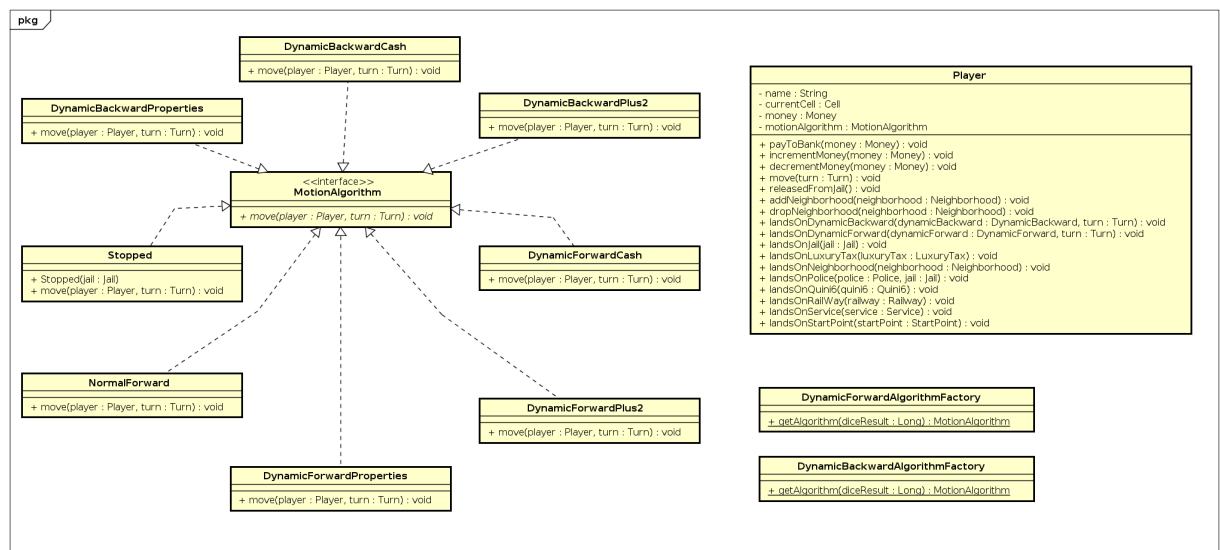 pkg
DynamicBackwardCash
+ move(player : Player, turn : Turn) : void
DynamicBackwardProperties
+ move(player : Player, turn : Turn) : void
DynamicBackwardPlus2
+ move(player : Player, turn : Turn) : void
<<interface>>
MotionAlgorithm
+ move(player : Player, turn : Turn) : void
Stopped
+ Stopped(jail : Jail)
+ move(player : Player, turn : Turn) : void
DynamicForwardCash
+ move(player : Player, turn : Turn) : void
NormalForward
+ move(player : Player, turn : Turn) : void
DynamicForwardPlus2
+ move(player : Player, turn : Turn) : void
DynamicForwardProperties
+ move(player : Player, turn : Turn) : void
Player
- name : String
- currentCell : Cell
- money : Money
- motionAlgorithm : MotionAlgorithm
+ payToBank(money : Money) : void
+ incrementMoney(money : Money) : void
+ decrementMoney(money : Money) : void
+ move(turn : Turn) : void
+ releasedFromJail() : void
+ addNeighborhood(neighborhood : Neighborhood) : void
+ dropNeighborhood(neighborhood : Neighborhood) : void
+ landsOnDynamicBackward(dynamicBackward : DynamicBackward, turn : Turn) : void
+ landsOnDynamicForward(dynamicForward : DynamicForward, turn : Turn) : void
+ landsOnJail(jail : Jail) : void
+ landsOnLuxuryTax(luxuryTax : LuxuryTax) : void
+ landsOnNeighborhood(neighborhood : Neighborhood) : void
+ landsOnPolice(police : Police, jail : Jail) : void
+ landsOnQuini6(quini6 : Quini6) : void
+ landsOnRailWay(railway : Railway) : void
+ landsOnService(service : Service) : void
+ landsOnStartPoint(startPoint : StartPoint) : void
DynamicForwardAlgorithmFactory
+ getAlgorithm(diceResult : Long) : MotionAlgorithm
DynamicBackwardAlgorithmFactory
+ getAlgorithm(diceResult : Long) : MotionAlgorithm